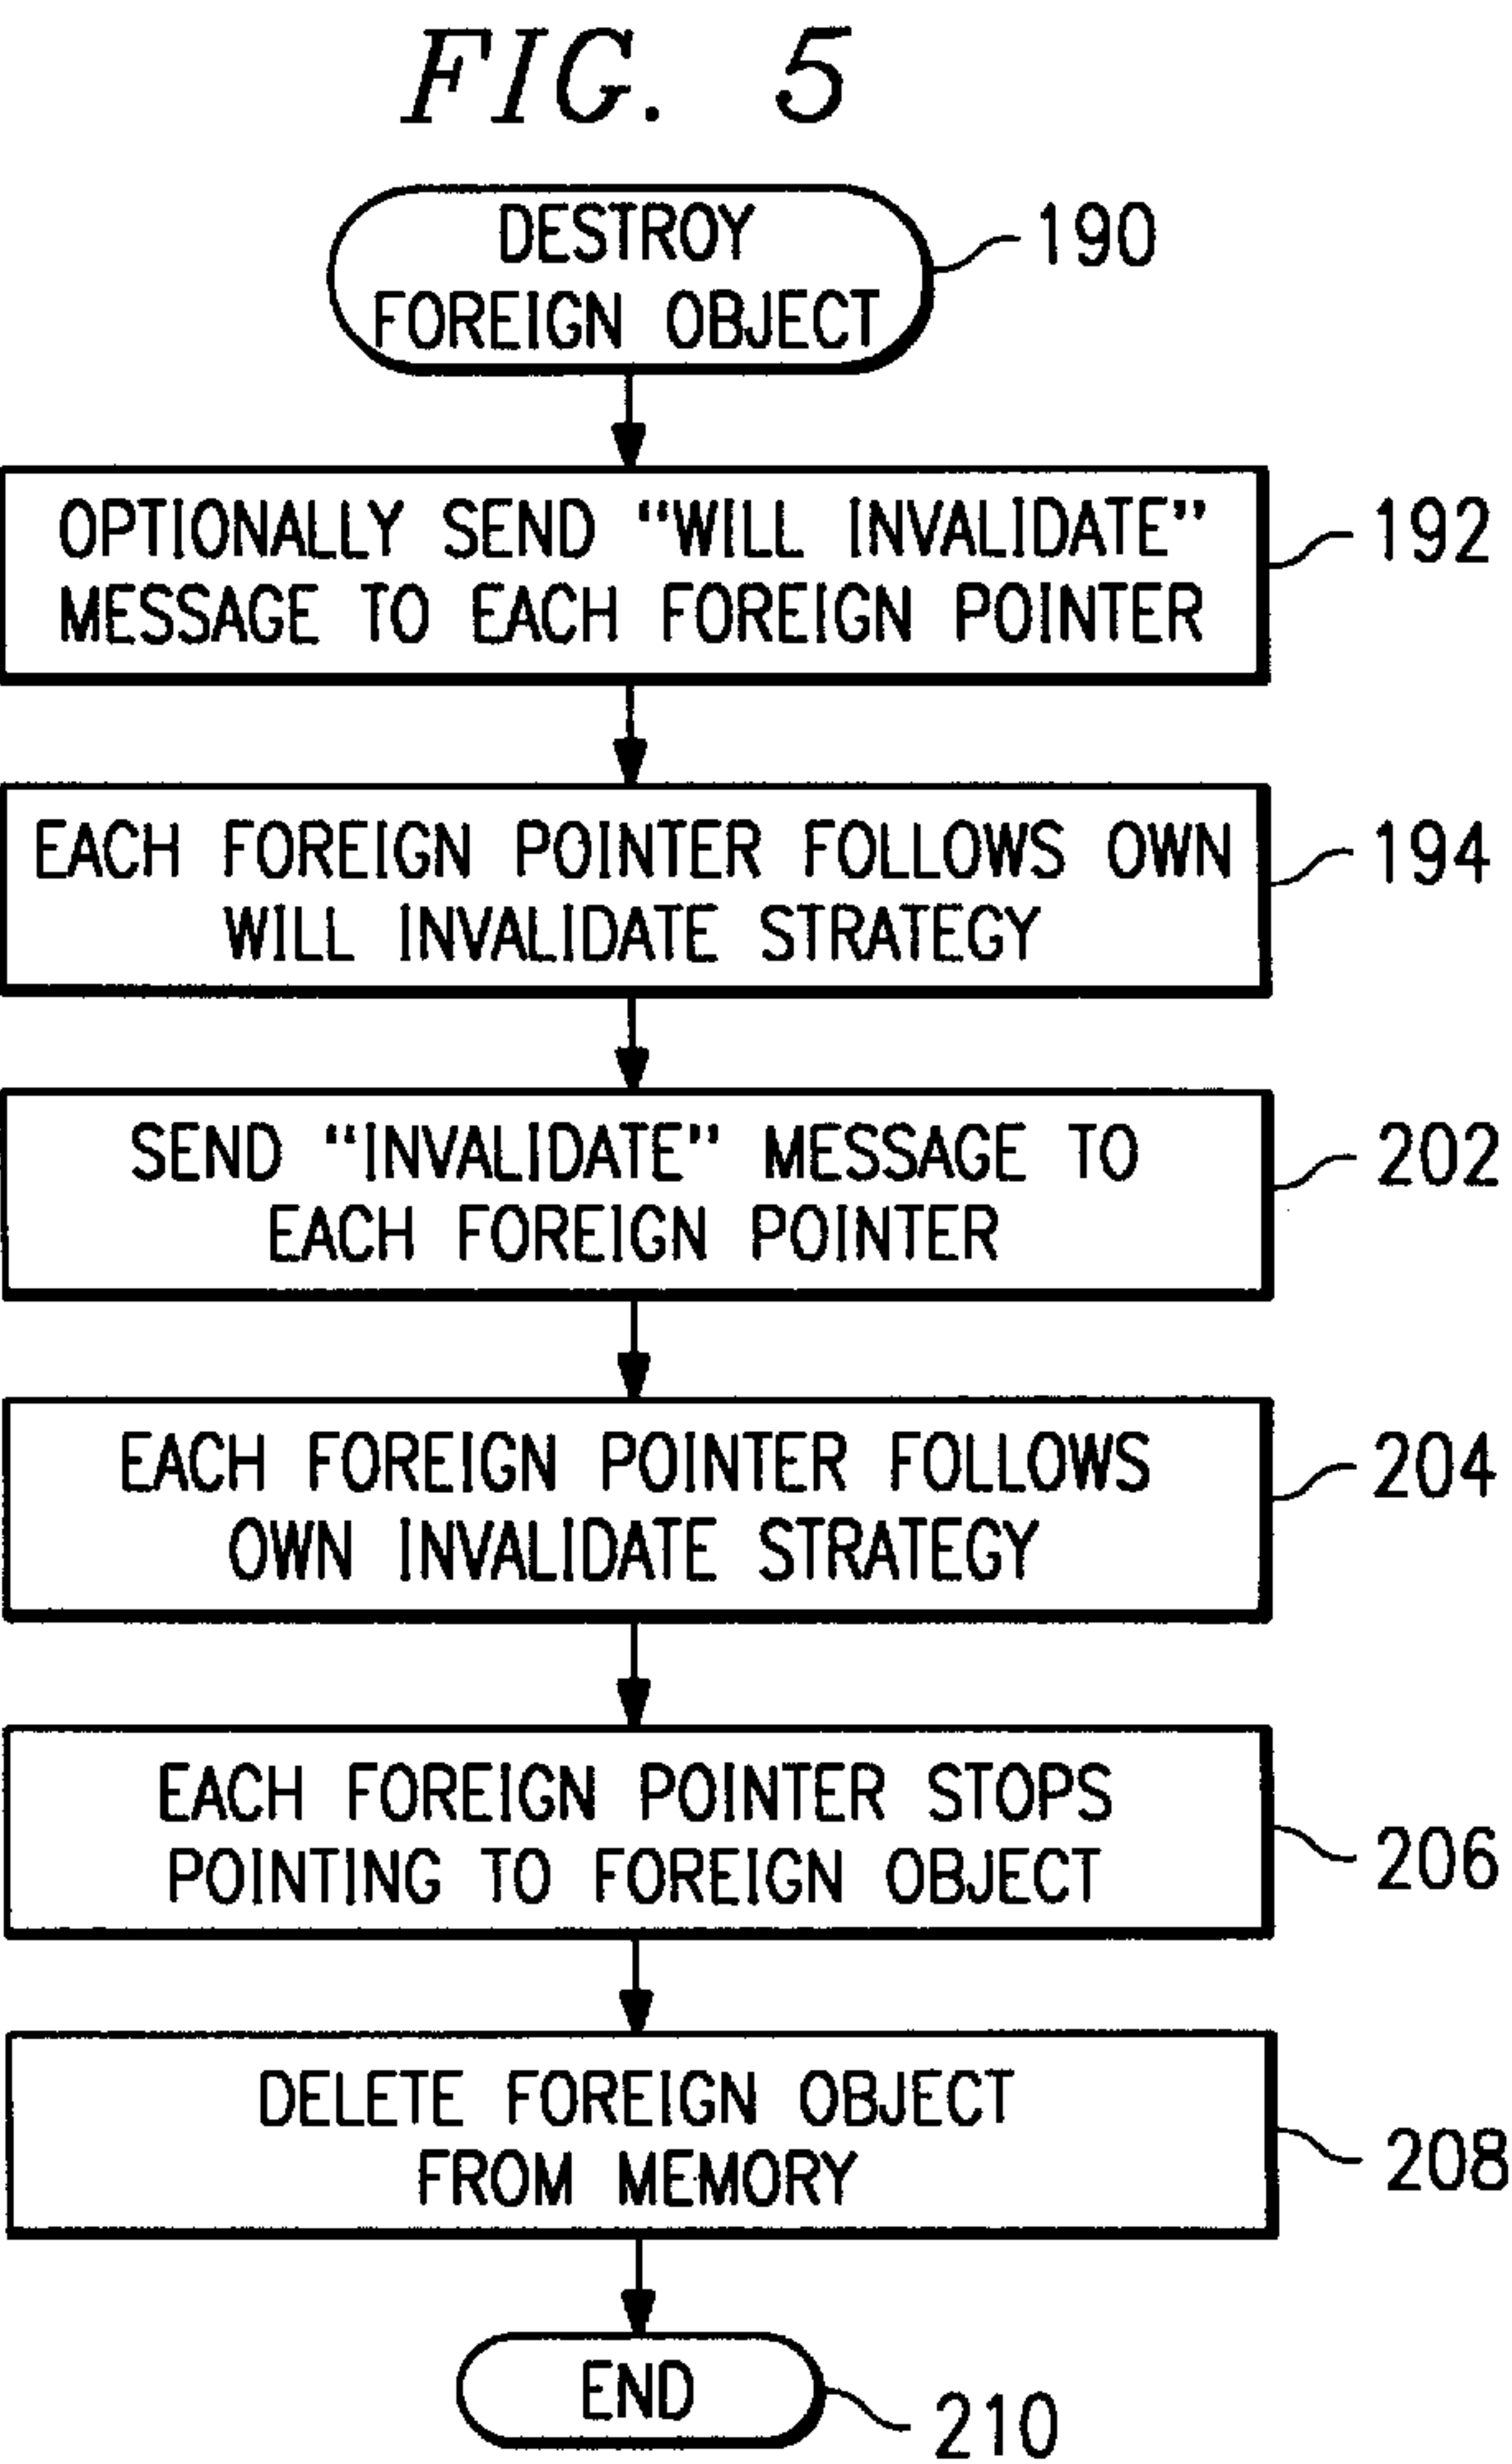 FIG. 5
DESTROY
FOREIGN OBJECT
190
OPTIONALLY SEND “WILL INVALIDATE”
MESSAGE TO EACH FOREIGN POINTER
192
EACH FOREIGN POINTER FOLLOWS OWN
WILL INVALIDATE STRATEGY
194
SEND “INVALIDATE” MESSAGE TO
EACH FOREIGN POINTER
202
EACH FOREIGN POINTER FOLLOWS
OWN INVALIDATE STRATEGY
204
EACH FOREIGN POINTER STOPS
POINTING TO FOREIGN OBJECT
206
DELETE FOREIGN OBJECT
FROM MEMORY
208
END
210